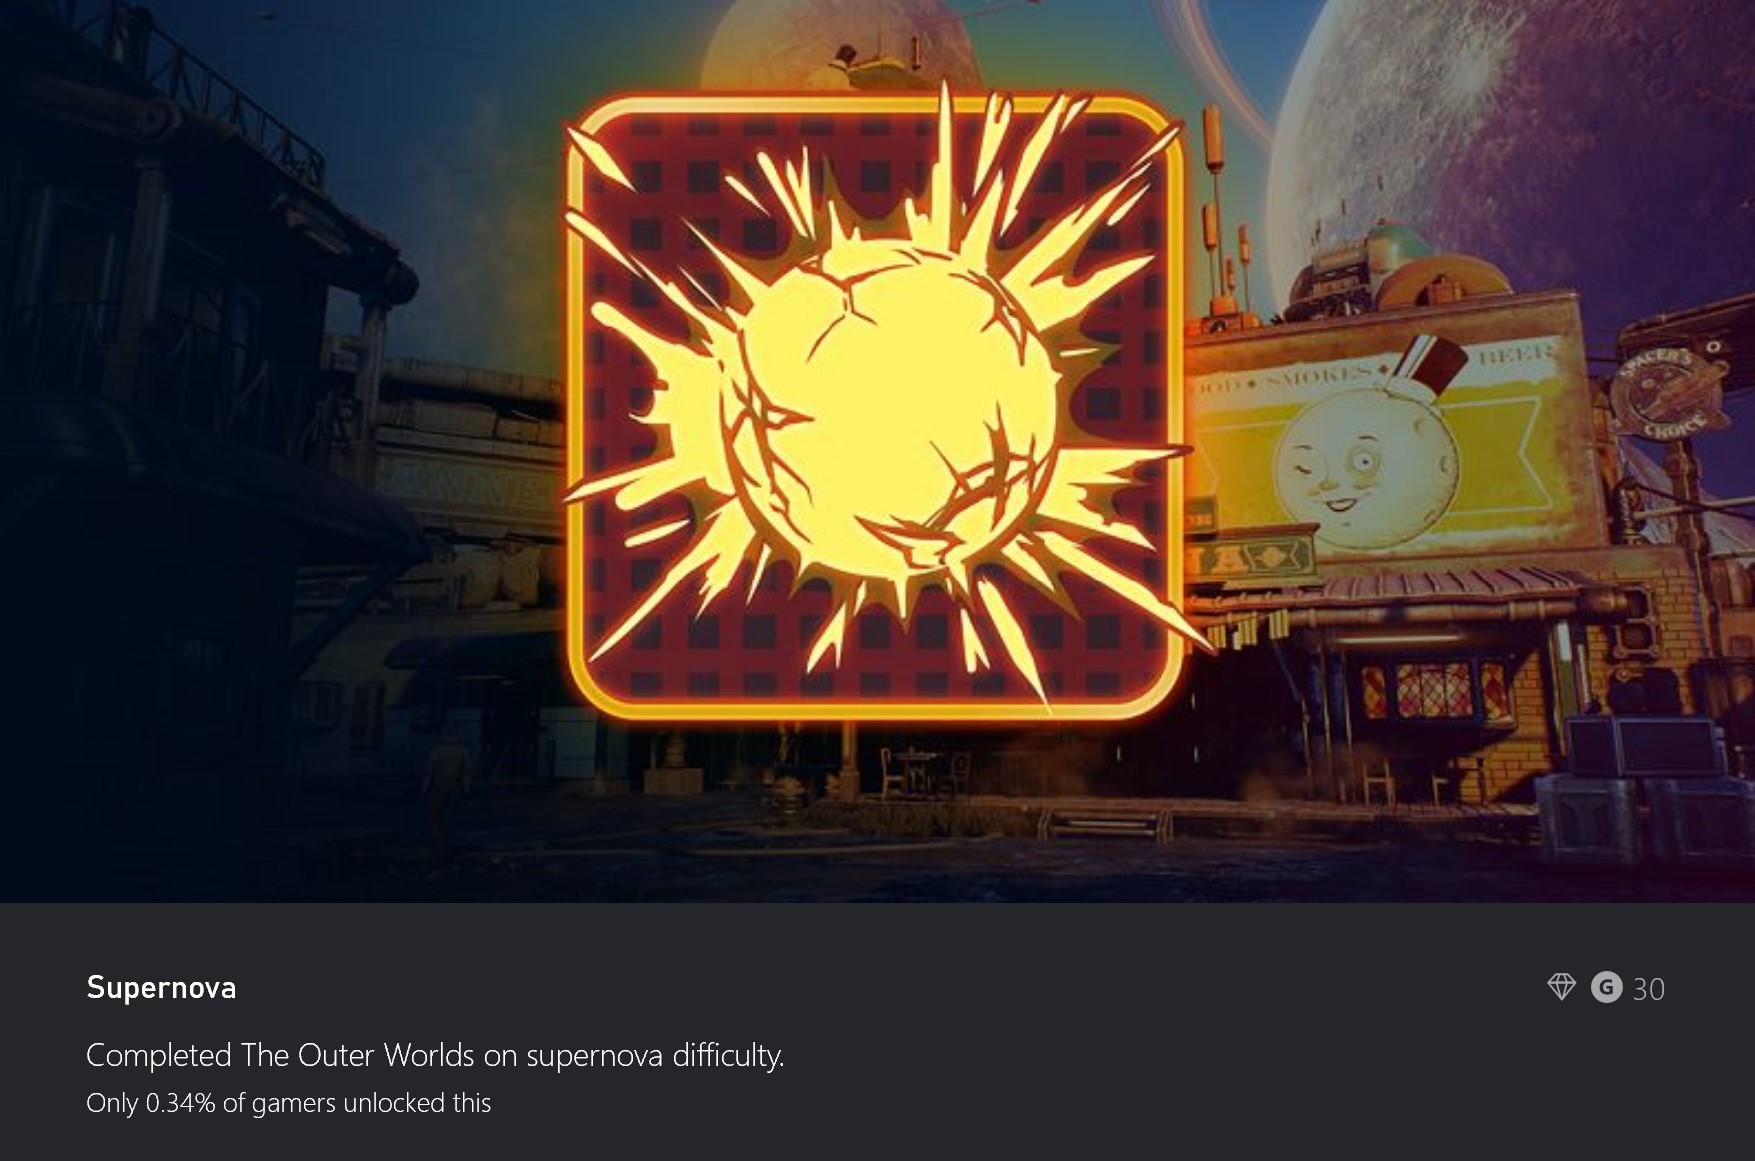 SMOKES ♦ BEER
SPACER'S
CHOICE
Supernova
G 30
Completed The Outer Worlds on supernova difficulty.
Only 0.34% of gamers unlocked this